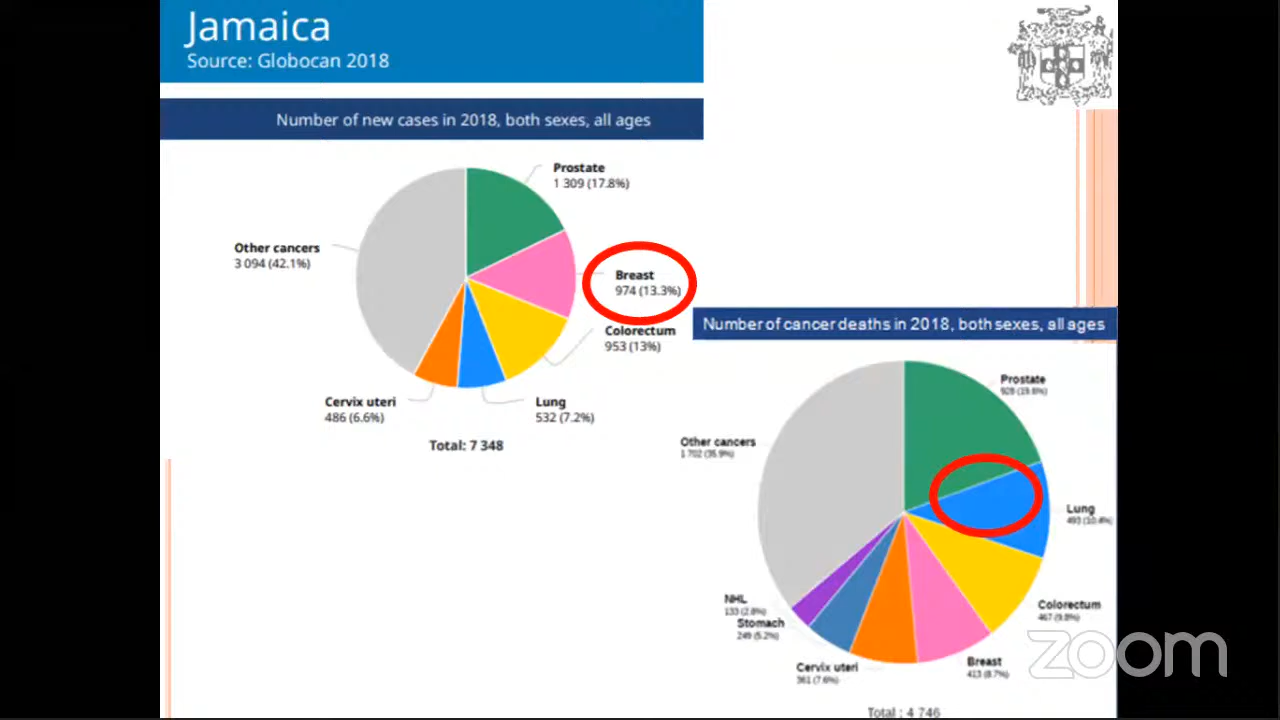 Jamaica
Source: Globocan 2018
Number of new cases in 2018, both sexes, all ages
Prostate
1 309 (17.8%)
Other cancers
3 094 (42.1%)
Breast
974 (13.3%)
Colorectum
953 (13%)
Cervix uteri
486 (6.6%)
Lung
532 (7.2%)
Total: 7 348
Number of cancer deaths in 2018, both sexes, all ages
Prostate
928 (19.6%)
Other cancers
1 702 (35.9%)
Lung
493 (10.4%)
NHL
133 (2.8%)
Colorectum
467 (9.8%)
Stomach
249 (5.2%)
Breast
413 (8.7%)
Cervix uteri
361 (7.6%)
Total : 4 746
zoom